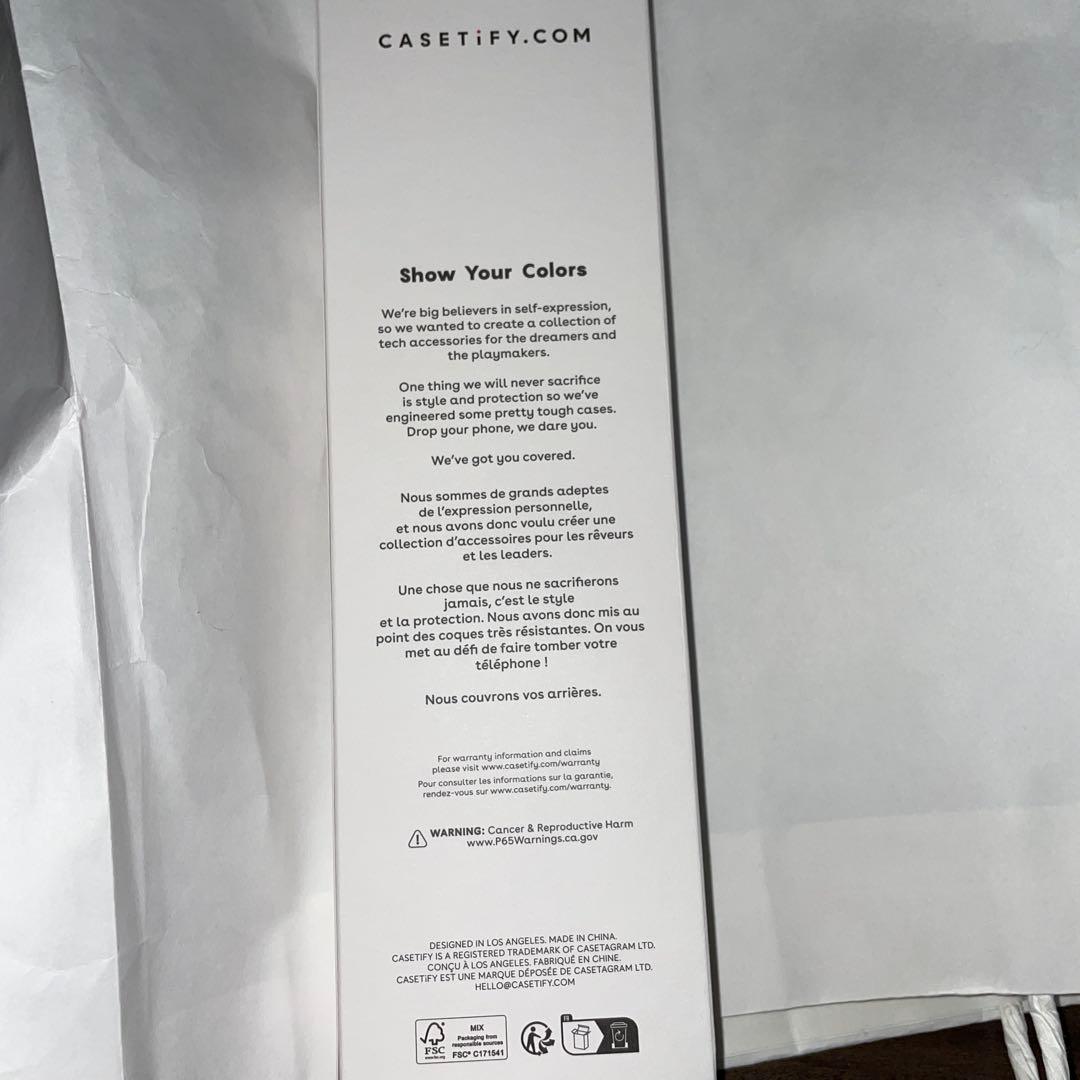 CASETiFY.COM
Show Your Colors
We're big believers in self-expression,
so we wanted to create a collection of
tech accessories for the dreamers and
the playmakers.
One thing we will never sacrifice
is style and protection so we've
engineered some pretty tough cases.
Drop your phone, we dare you.
We've got you covered.
Nous sommes de grands adeptes
de l'expression personnelle,
et nous avons donc voulu créer une
collection d'accessoires pour les rêveurs
et les leaders.
Une chose que nous ne sacrifierons
jamais, c'est le style
et la protection. Nous avons donc mis au
point des coques très résistantes. On vous
met au défi de faire tomber votre
téléphone !
Nous couvrons vos arrières.
For warranty information and claims
please visit www.casetify.com/warranty
Pour consulter les informations sur la garantie,
rendez-vous sur www.casetify.com/warranty.
WARNING: Cancer & Reproductive Harm
www.P65Warnings.ca.gov
DESIGNED IN LOS ANGELES. MADE IN CHINA.
CASETiFY IS A REGISTERED TRADEMARK OF CASETAGRAM LTD.
CONÇU À LOS ANGELES. FABRIQUÉ EN CHINE.
CASETiFY EST UNE MARQUE DÉPOSÉE DE CASETAGRAM LTD.
HELLO@CASETIFY.COM
FSC
www.fsc.org
MIX
Packaging from
responsible sources
FSC® C171541
FR